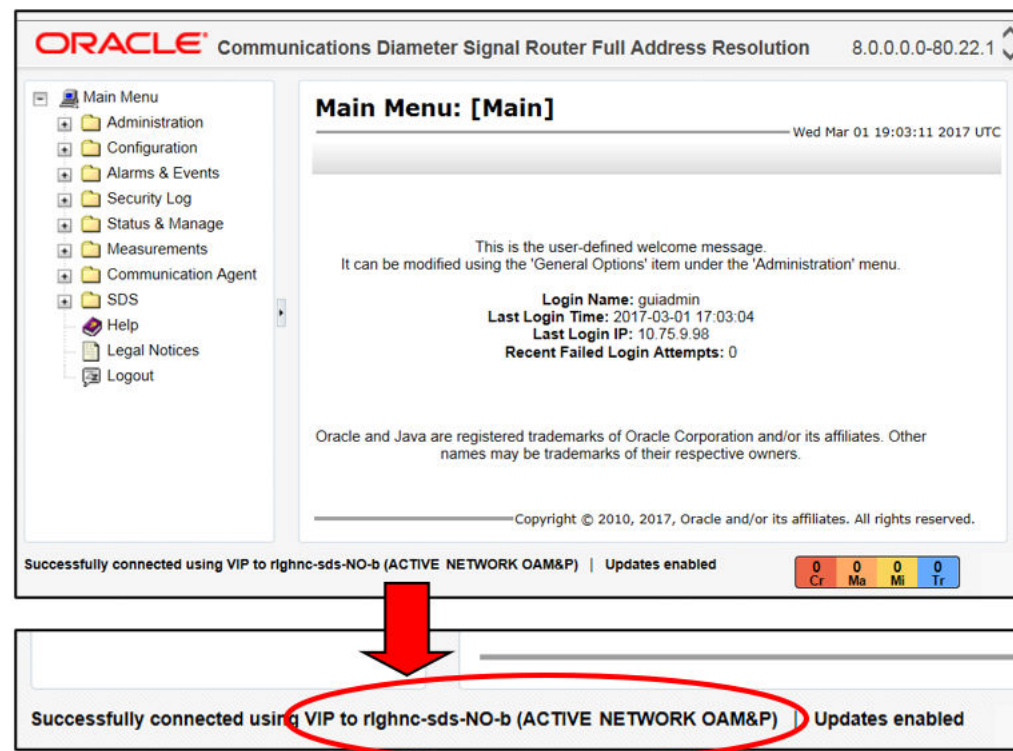 ORACLE® Communications Diameter Signal Router Full Address Resolution 8.0.0.0.0-80.22.1
Main Menu
Administration
Configuration
Alarms & Events
Security Log
Status & Manage
Measurements
Communication Agent
SDS
Help
Legal Notices
Logout
Main Menu: [Main]
Wed Mar 01 19:03:11 2017 UTC
This is the user-defined welcome message.
It can be modified using the 'General Options' item under the 'Administration' menu.
Login Name: guiadmin
Last Login Time: 2017-03-01 17:03:04
Last Login IP: 10.75.9.98
Recent Failed Login Attempts: 0
Oracle and Java are registered trademarks of Oracle Corporation and/or its affiliates. Other
names may be trademarks of their respective owners.
Copyright © 2010, 2017, Oracle and/or its affiliates. All rights reserved.
Successfully connected using VIP to rlghnc-sds-NO-b (ACTIVE NETWORK OAM&P) | Updates enabled
0 0 0 0
Cr Ma Mi Tr
Successfully connected using VIP to rlghnc-sds-NO-b (ACTIVE NETWORK OAM&P) | Updates enabled